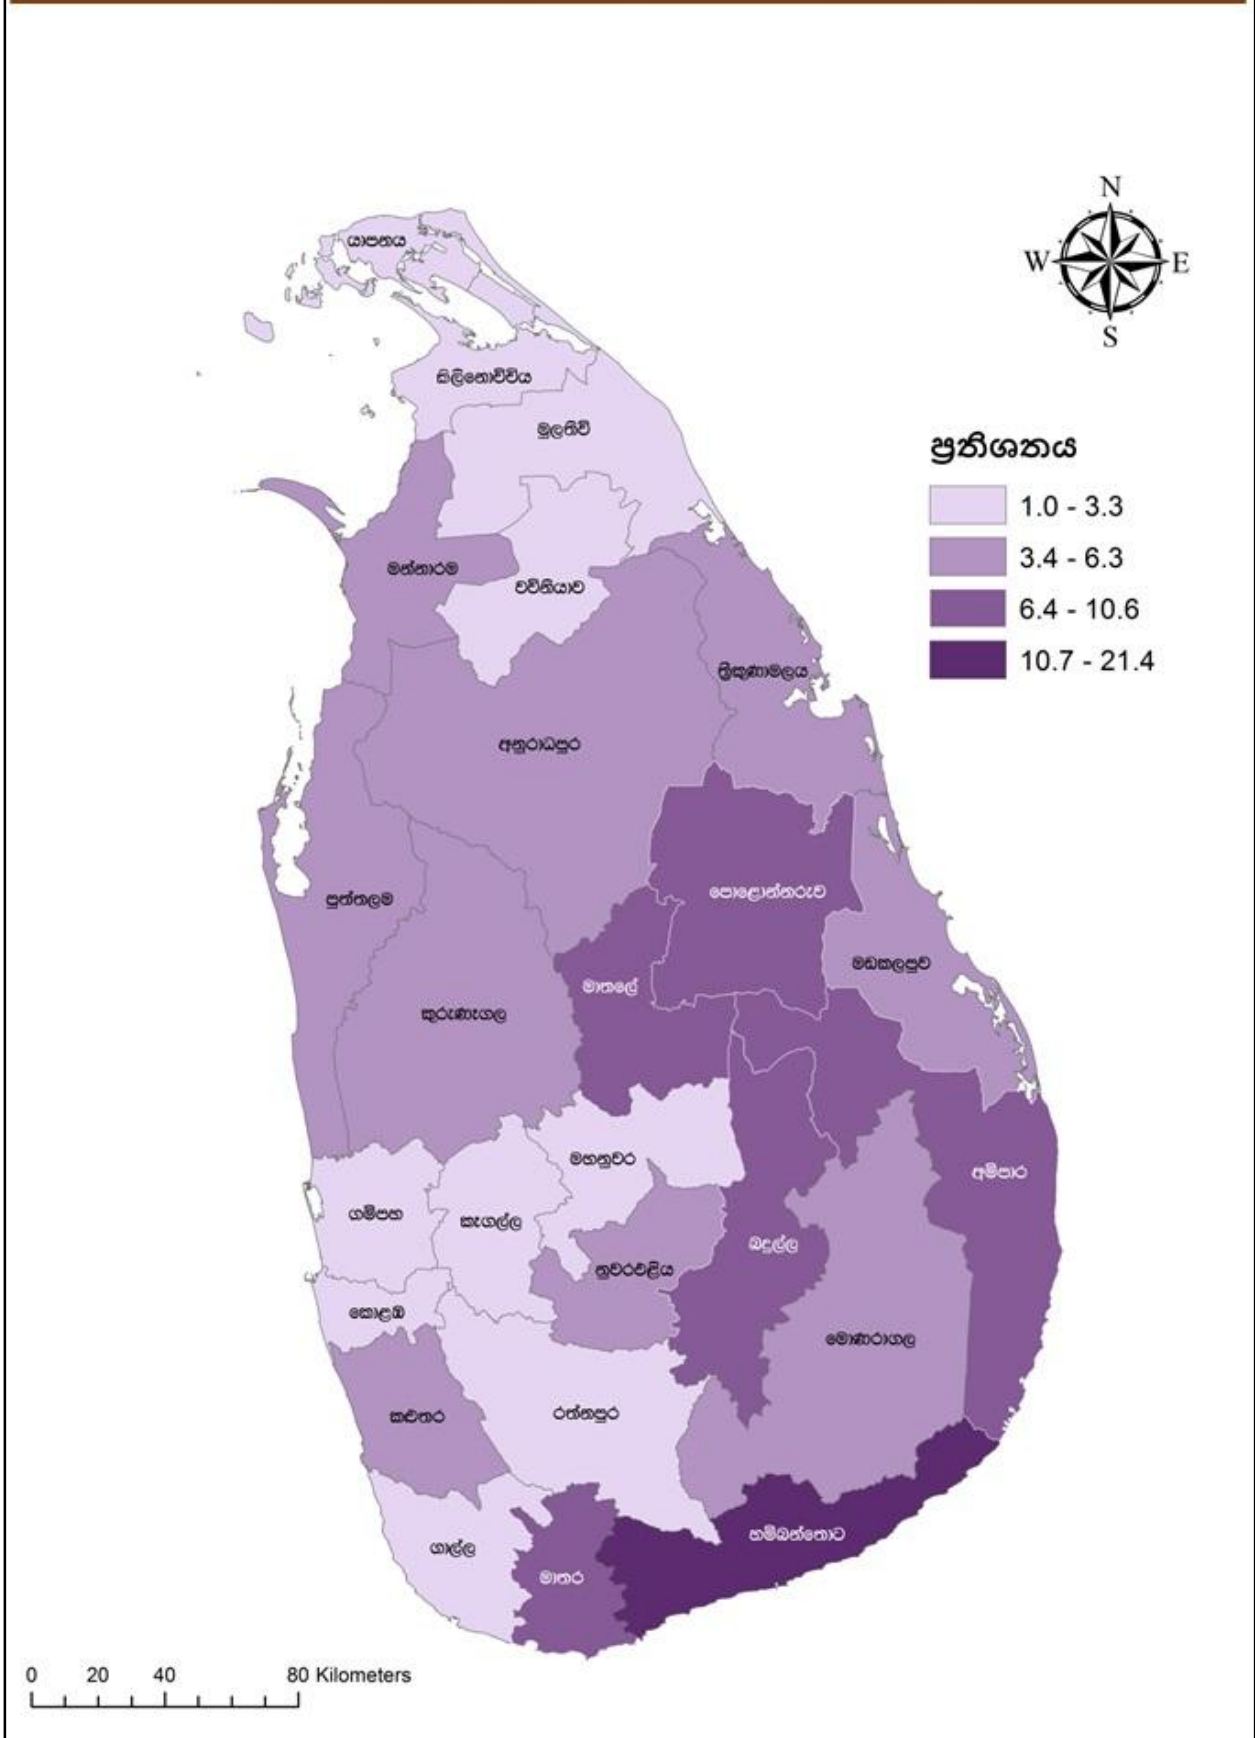 N
W E
S
යාපනය
කිලිනොච්චිය
මුලතිව්
ප්‍රතිශතය
1.0 - 3.3
3.4 - 6.3
6.4 - 10.6
10.7 - 21.4
මන්නාරම
වව්නියාව
ත්‍රිකුණාමලය
අනුරාධපුර
පොළොන්නරුව
පුත්තලම
මඩකලපුව
මාතලේ
කුරුණෑගල
මහනුවර
අම්පාර
ගම්පහ
කෑගල්ල
බදුල්ල
නුවරඑළිය
කොළඹ
මොණරාගල
කළුතර
රත්නපුර
හම්බන්තොට
ගාල්ල
මාතර
0 20 40 80 Kilometers